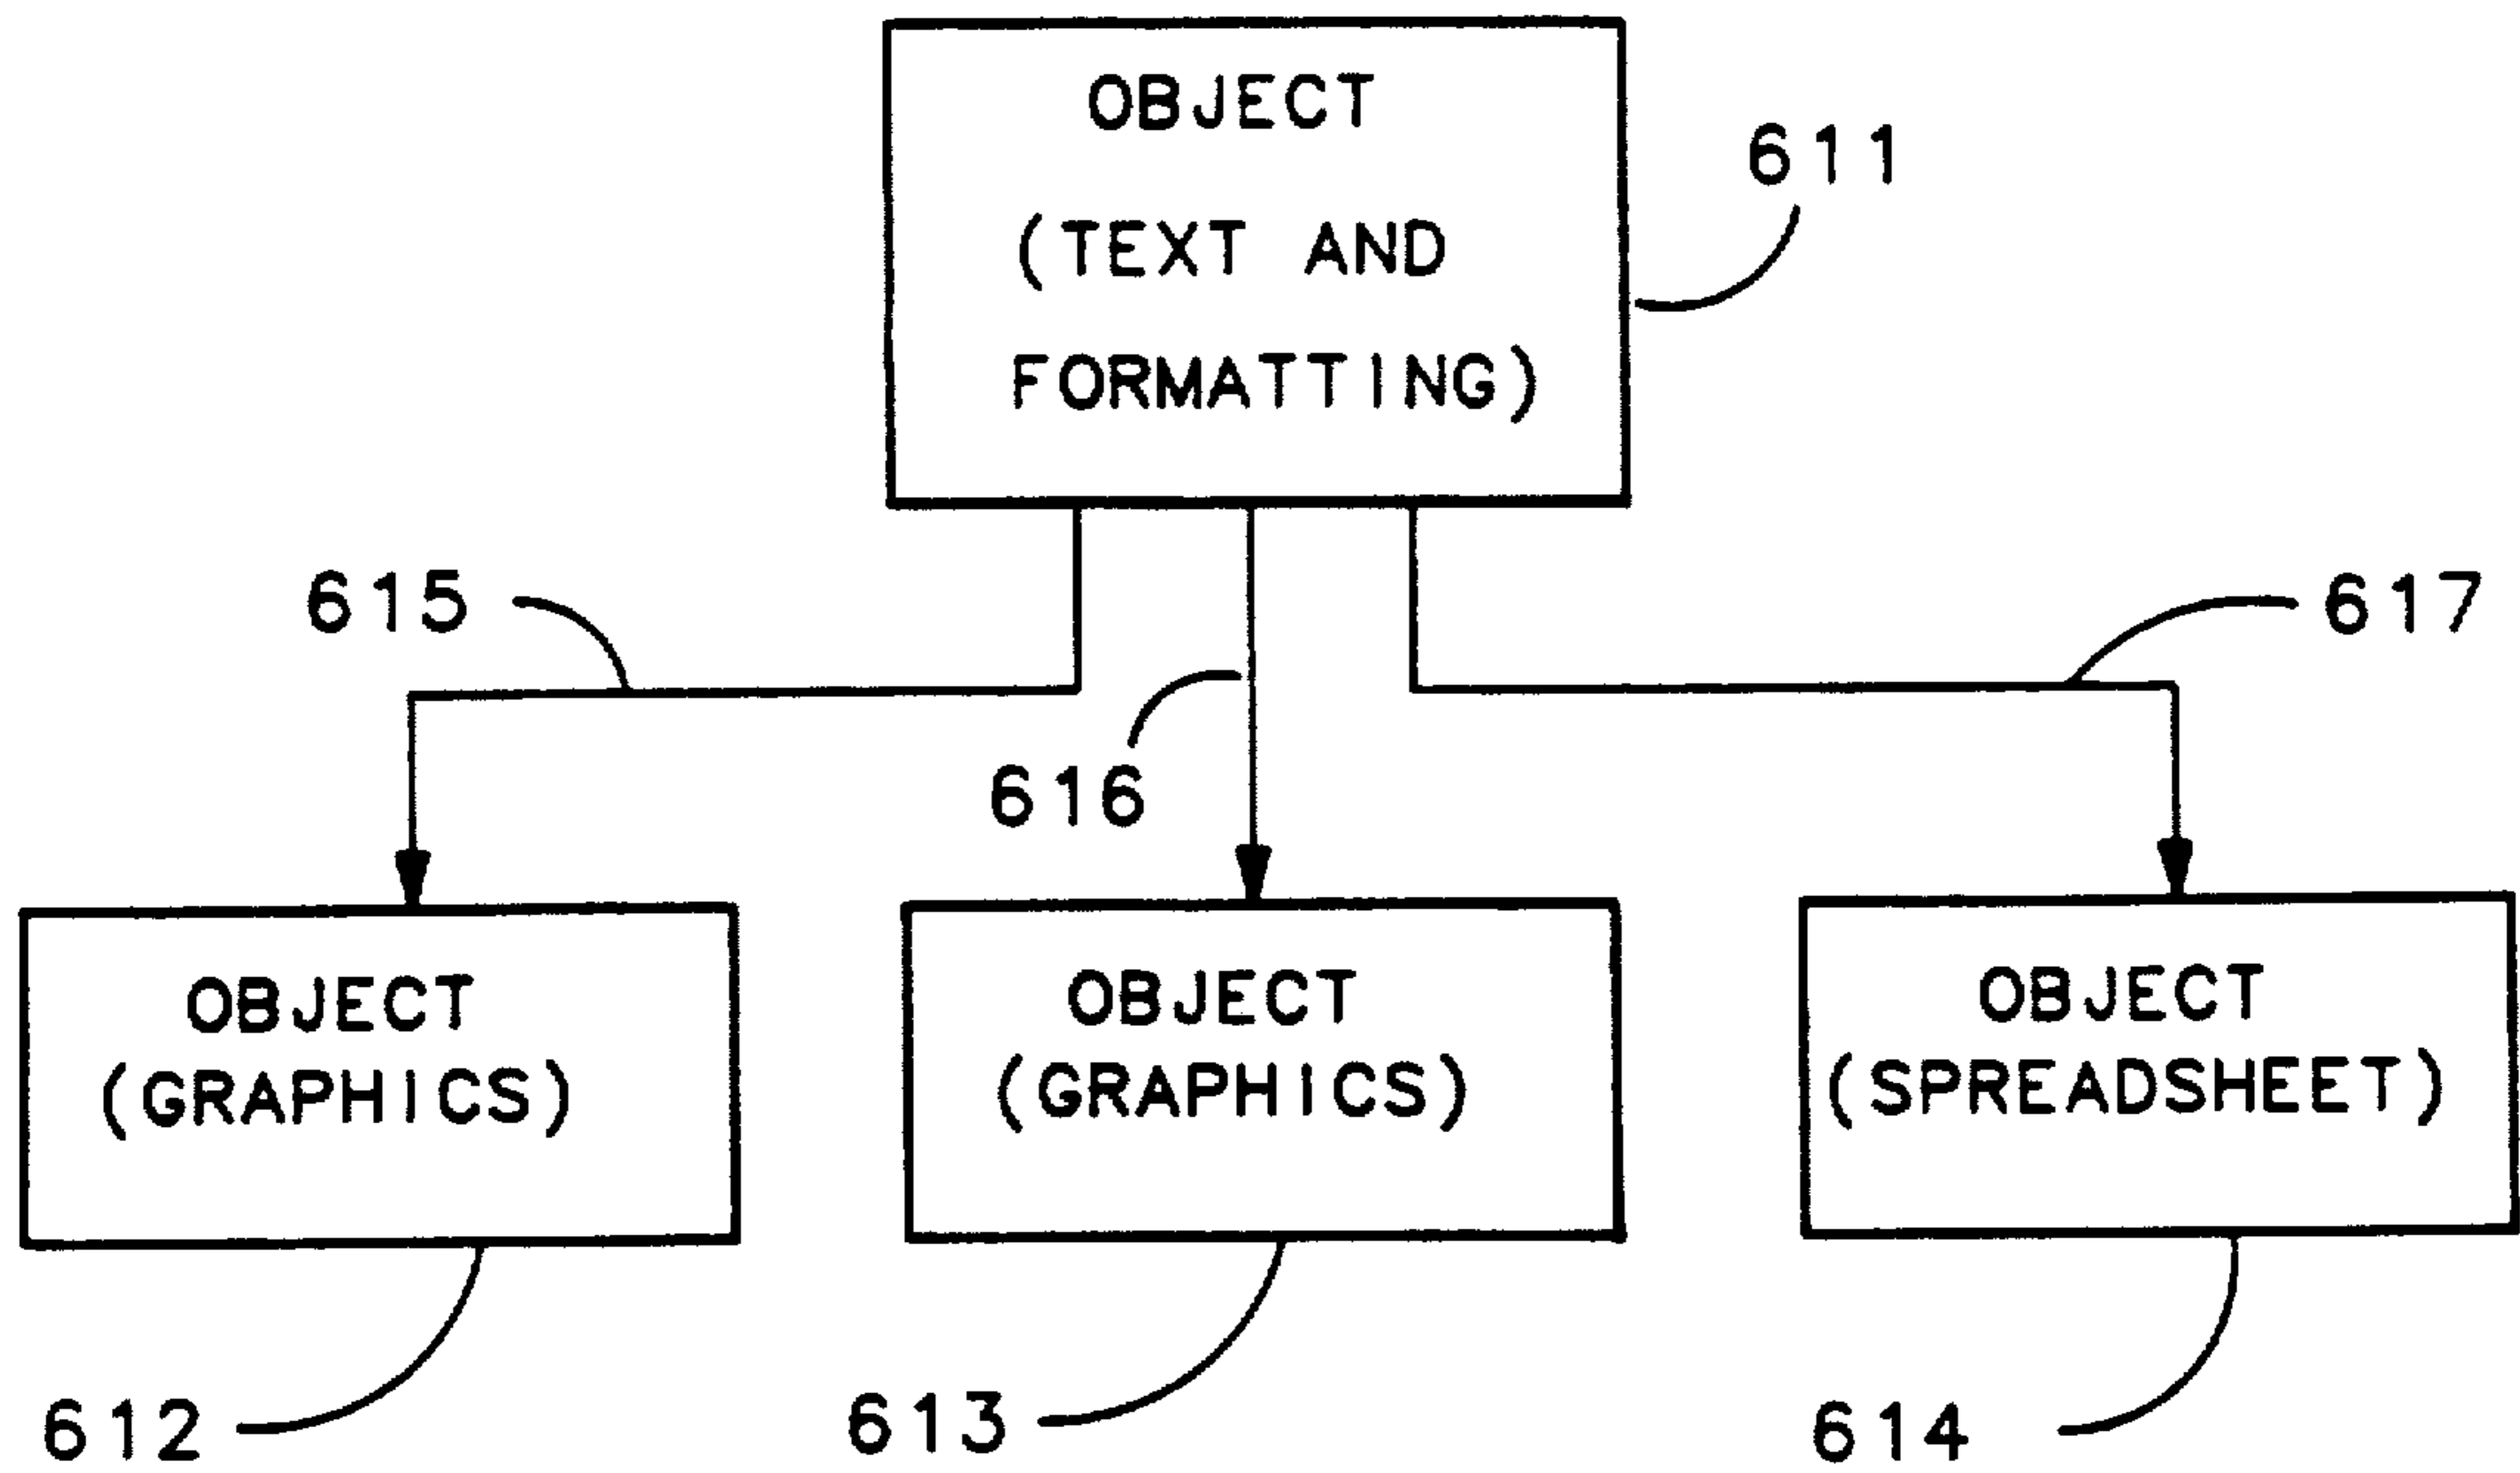 OBJECT
(TEXT AND
FORMATTING)
611
615
617
616
OBJECT
(GRAPHICS)
OBJECT
(GRAPHICS)
OBJECT
(SPREADSHEET)
612
613
614